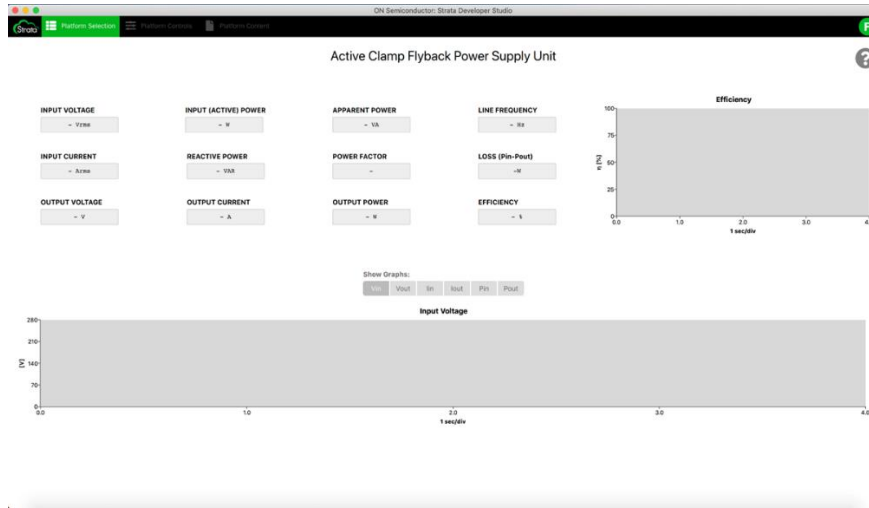 ON Semiconductor: Strata Developer Studio
Strata Platform Selection Platform Controls Platform Content
Active Clamp Flyback Power Supply Unit
?
INPUT VOLTAGE INPUT (ACTIVE) POWER APPARENT POWER LINE FREQUENCY
- Vrms - W - VA - Hz
INPUT CURRENT REACTIVE POWER POWER FACTOR LOSS (Pin-Pout)
- Arms - VAR - -W
OUTPUT VOLTAGE OUTPUT CURRENT OUTPUT POWER EFFICIENCY
- V - A - W - %
Efficiency
η [%]
100
75
50
25
0
0.0 1.0 2.0 3.0 4.
1 sec/div
Show Graphs:
Vin Vout Iin Iout Pin Pout
Input Voltage
[V]
280
210
140
70
0
0.0 1.0 2.0 3.0 4.0
1 sec/div